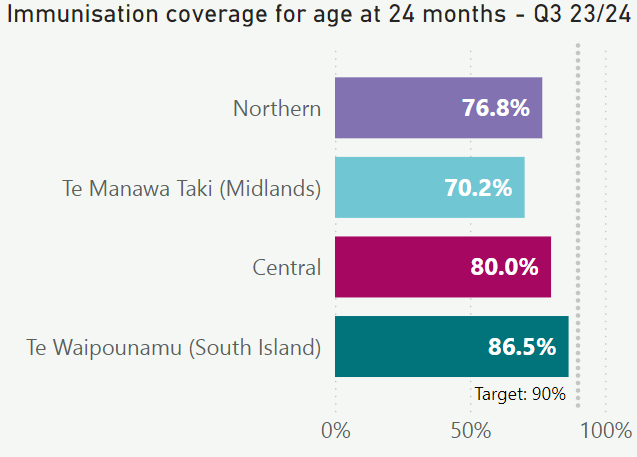 Immunisation coverage for age at 24 months - Q3 23/24
Northern 76.8%
Te Manawa Taki (Midlands) 70.2%
Central 80.0%
Te Waipounamu (South Island) 86.5%
Target: 90%
0% 50% 100%